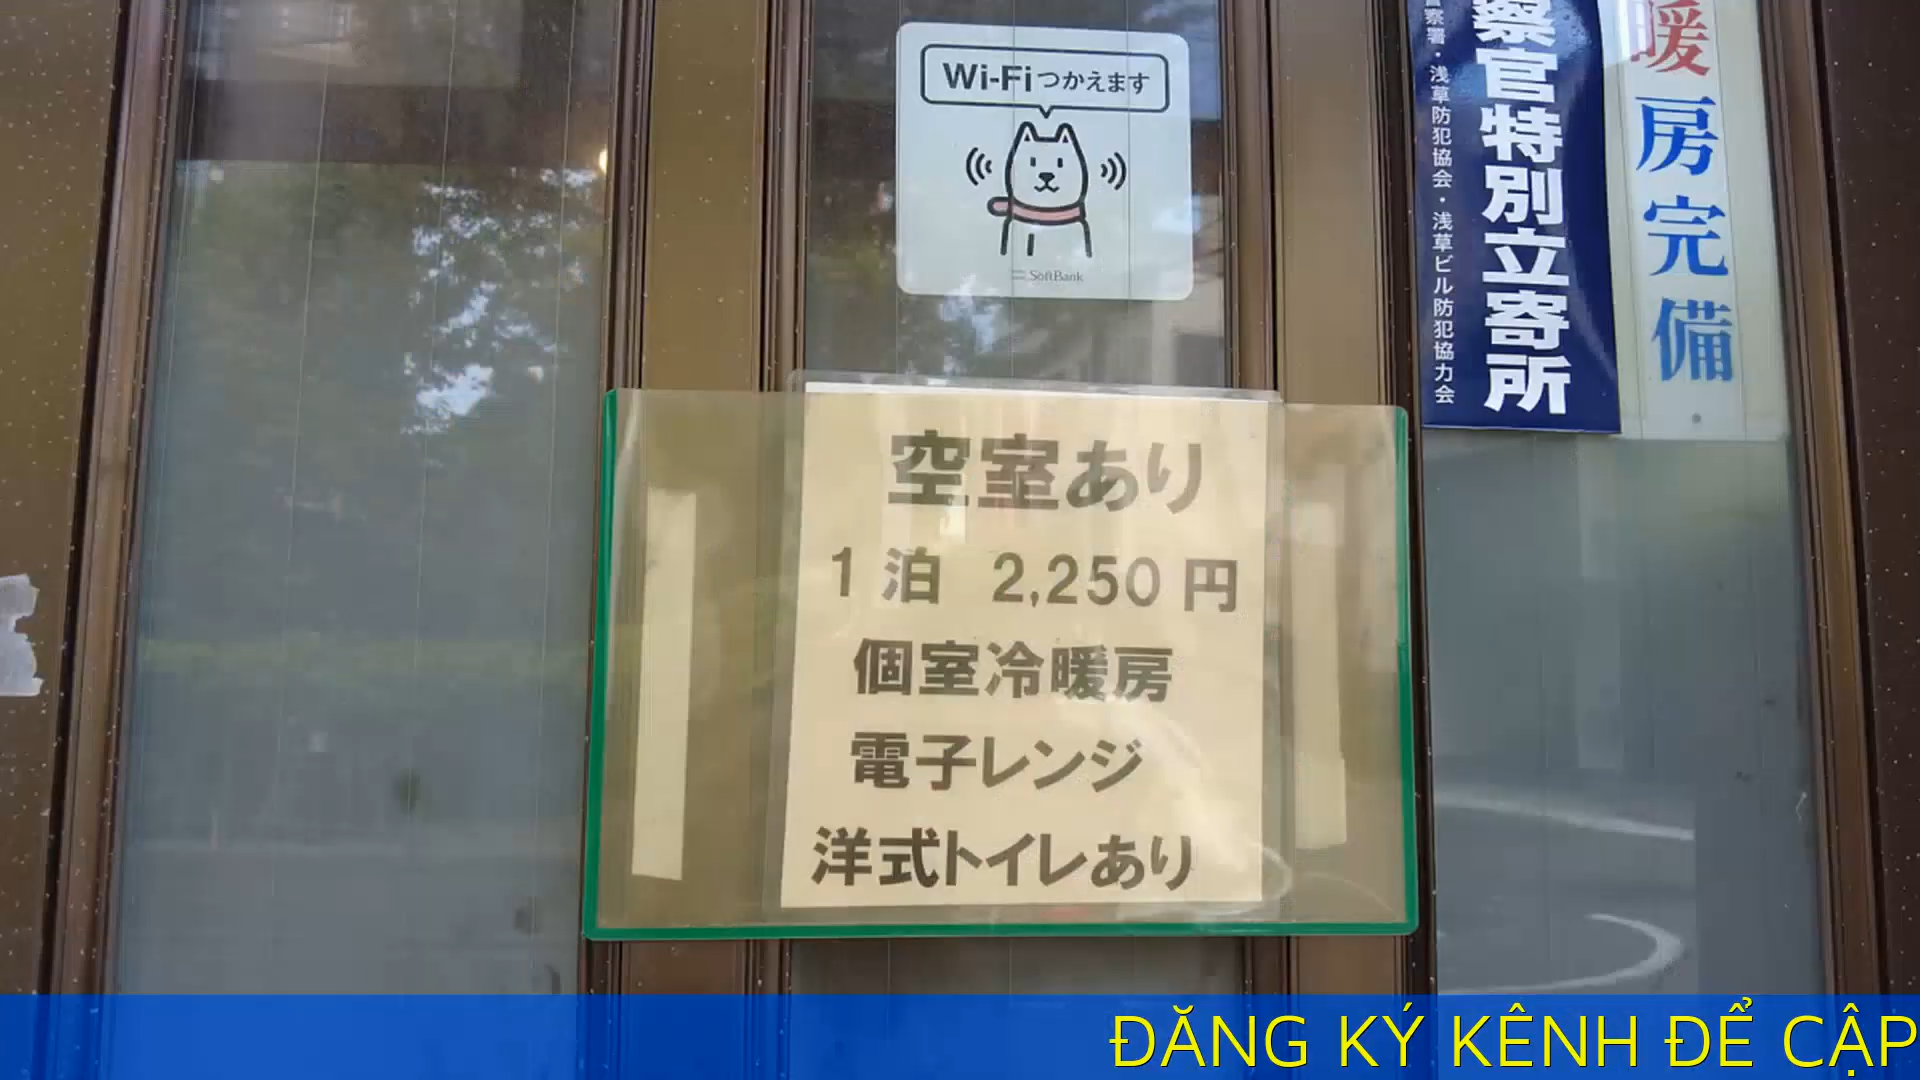 Wi-Fiつかえます
SoftBank
空室あり
1泊 2,250円
個室冷暖房
電子レンジ
洋式トイレあり
察官特別立寄所
察署・浅草防犯協会・浅草ビル防犯協力会
暖房完備
ĐĂNG KÝ KÊNH ĐỂ CẬP